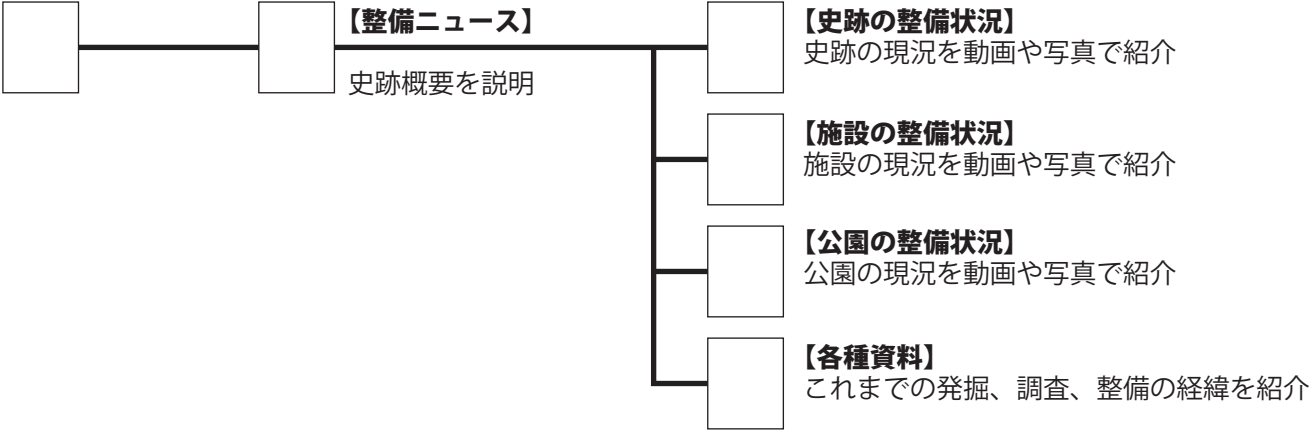 【整備ニュース】
史跡概要を説明
【史跡の整備状況】
史跡の現況を動画や写真で紹介
【施設の整備状況】
施設の現況を動画や写真で紹介
【公園の整備状況】
公園の現況を動画や写真で紹介
【各種資料】
これまでの発掘、調査、整備の経緯を紹介